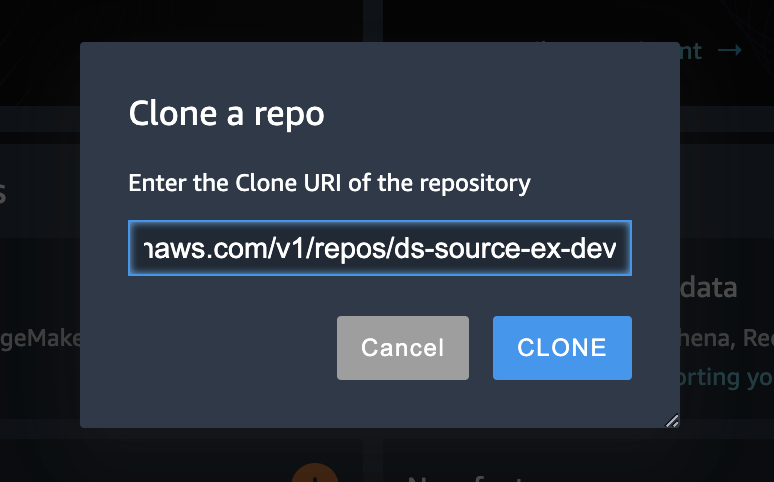 nt →
Clone a repo
s
Enter the Clone URI of the repository
naws.com/v1/repos/ds-source-ex-dev
data
geMake
hena, Red
Cancel
CLONE
orting yo